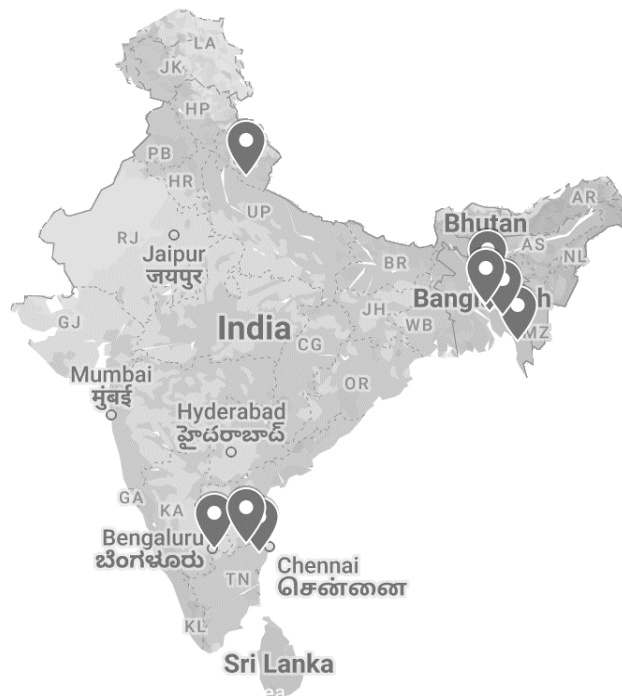 LA
JK
HP
PB
HR
UP
RJ
Jaipur
जयपुर
Bhutan
AR
AS
NL
BR
GJ
JH
WB
MZ
India
CG
OR
Mumbai
मुंबई
Hyderabad
హైదరాబాద్
GA
KA
Bengaluru
ಬೆಂಗಳೂರು
Chennai
சென்னை
TN
KL
Sri Lanka